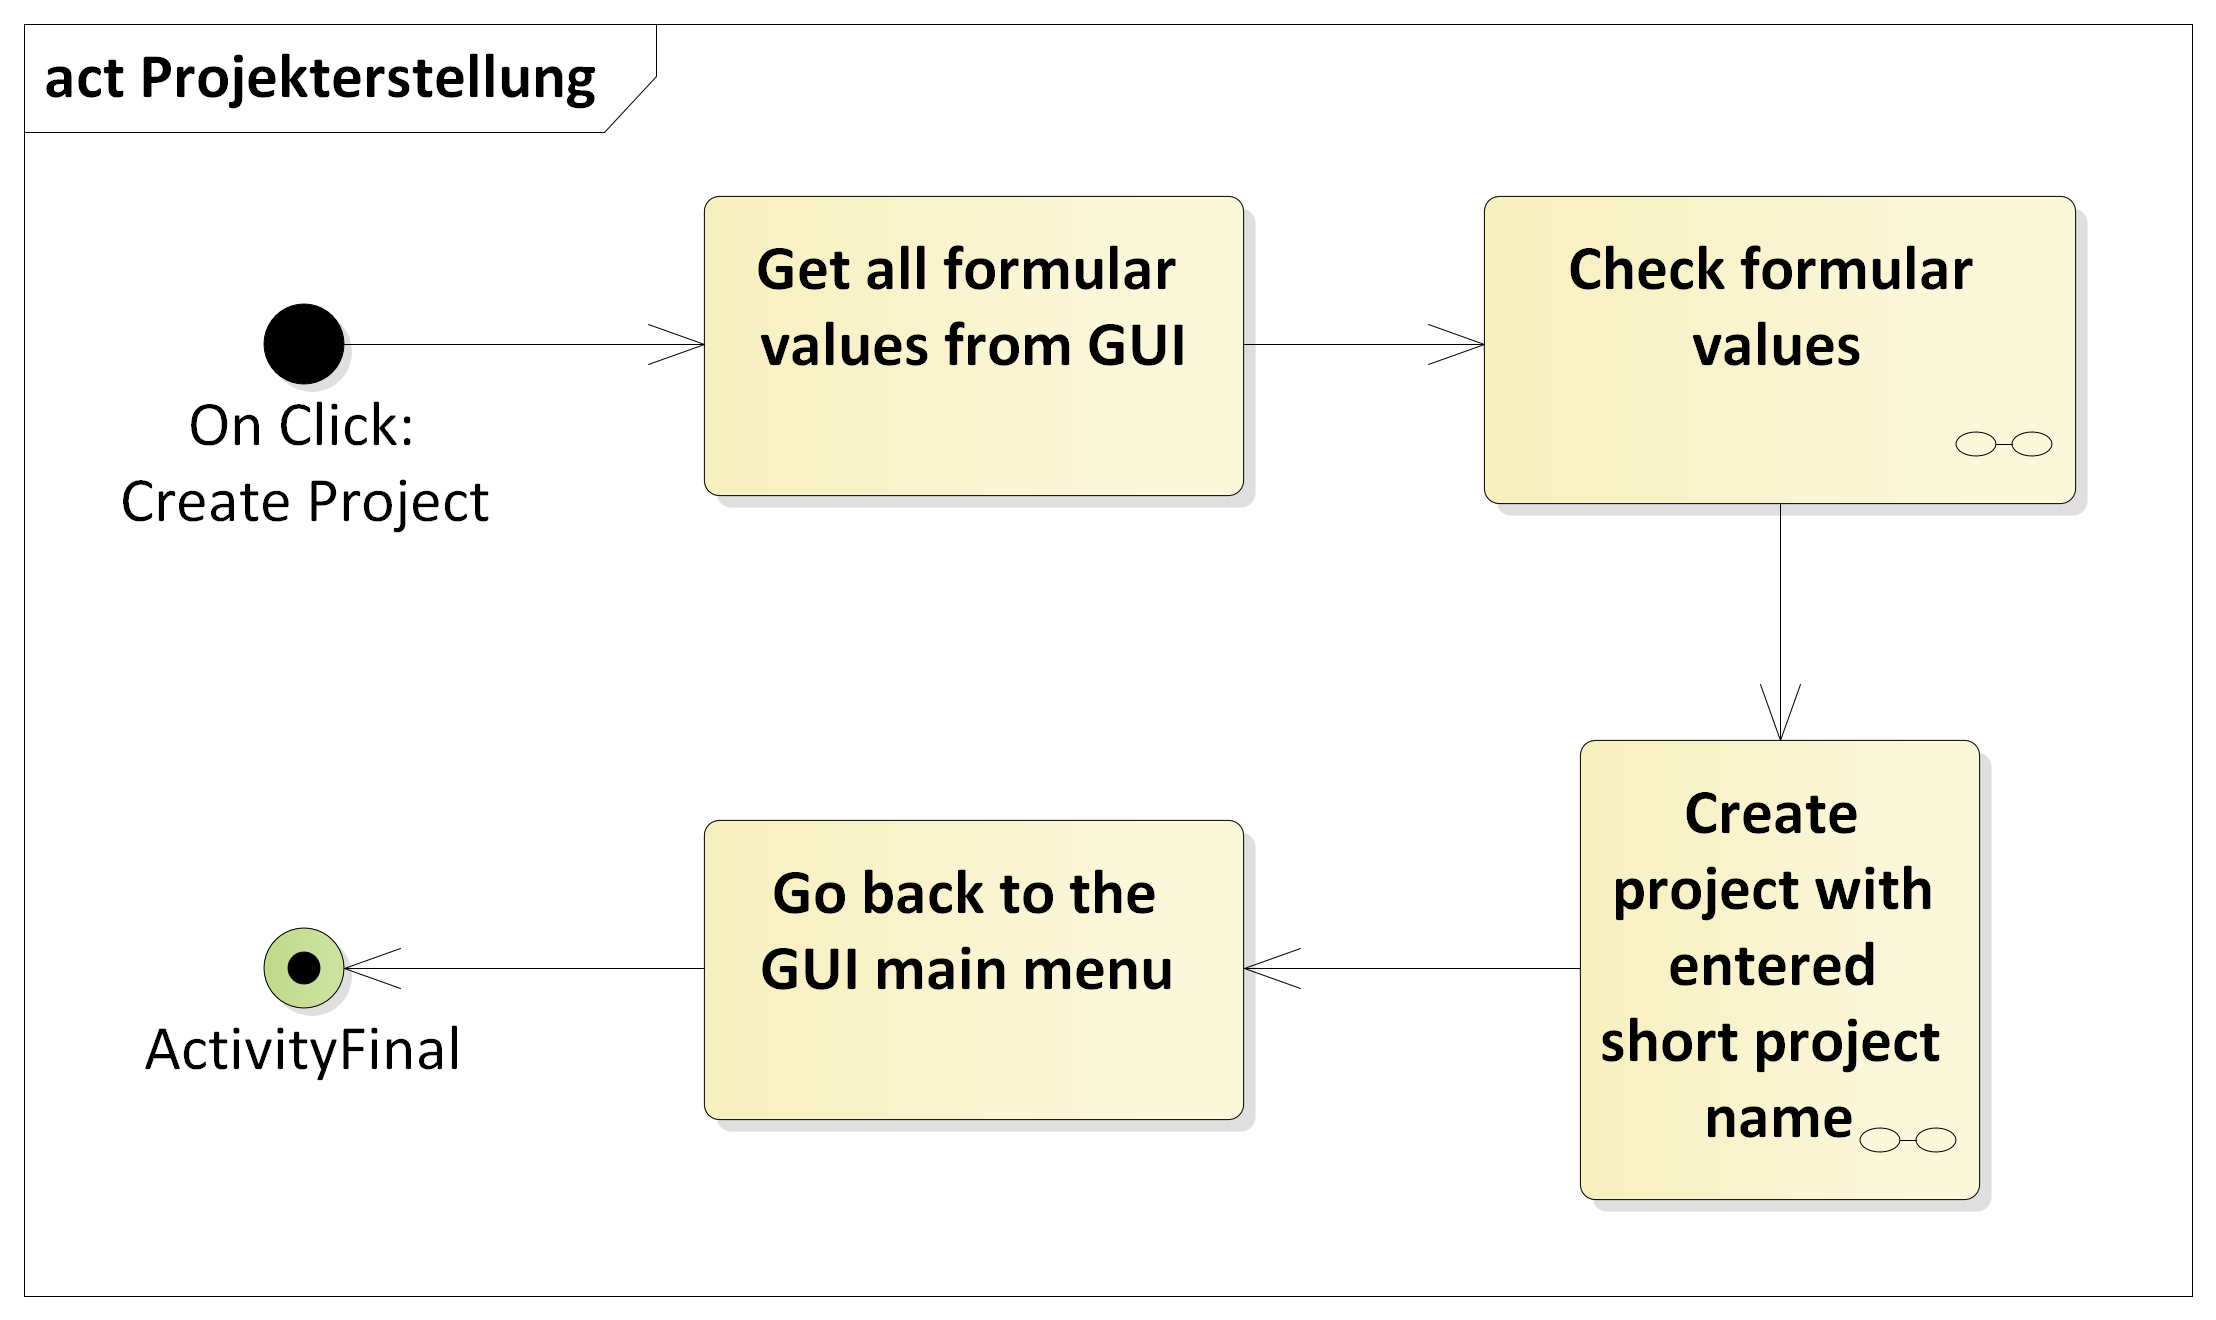 act Projekterstellung
Get all formular
values from GUI
Check formular
values
On Click:
Create Project
Create
project with
entered
short project
name
Go back to the
GUI main menu
ActivityFinal